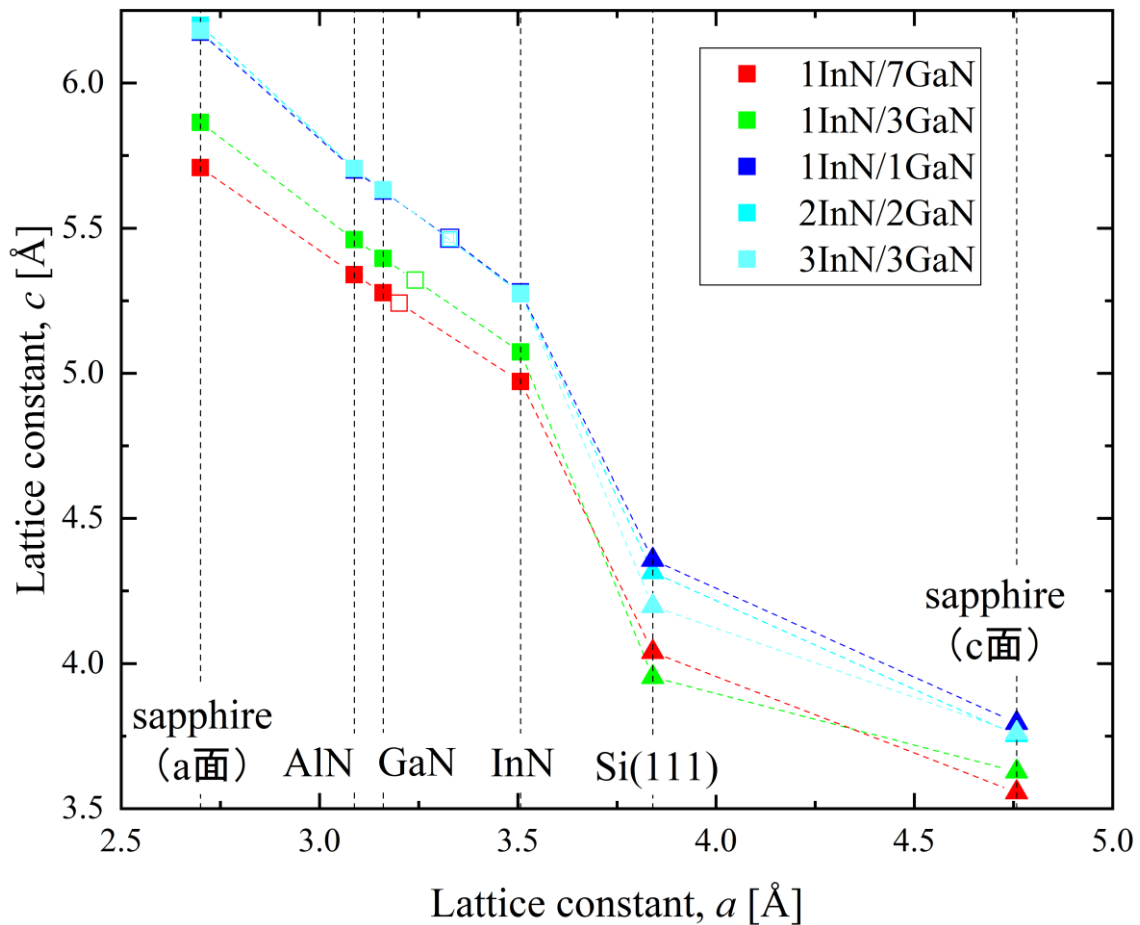 6.0
5.5
5.0
4.5
4.0
3.5
2.5
3.0
3.5
4.0
4.5
5.0
Lattice constant, c [Å]
Lattice constant, a [Å]
1InN/7GaN
1InN/3GaN
1InN/1GaN
2InN/2GaN
3InN/3GaN
sapphire
（a面）
AlN
GaN
InN
Si(111)
sapphire
（c面）